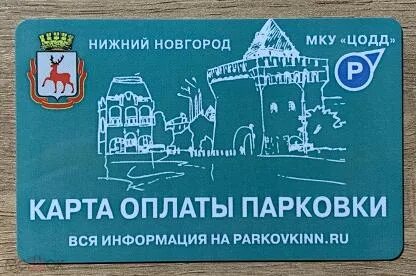 НИЖНИЙ НОВГОРОД
МКУ «ЦОДД»
P
КАРТА ОПЛАТЫ ПАРКОВКИ
ВСЯ ИНФОРМАЦИЯ НА PARKOVKINN.RU